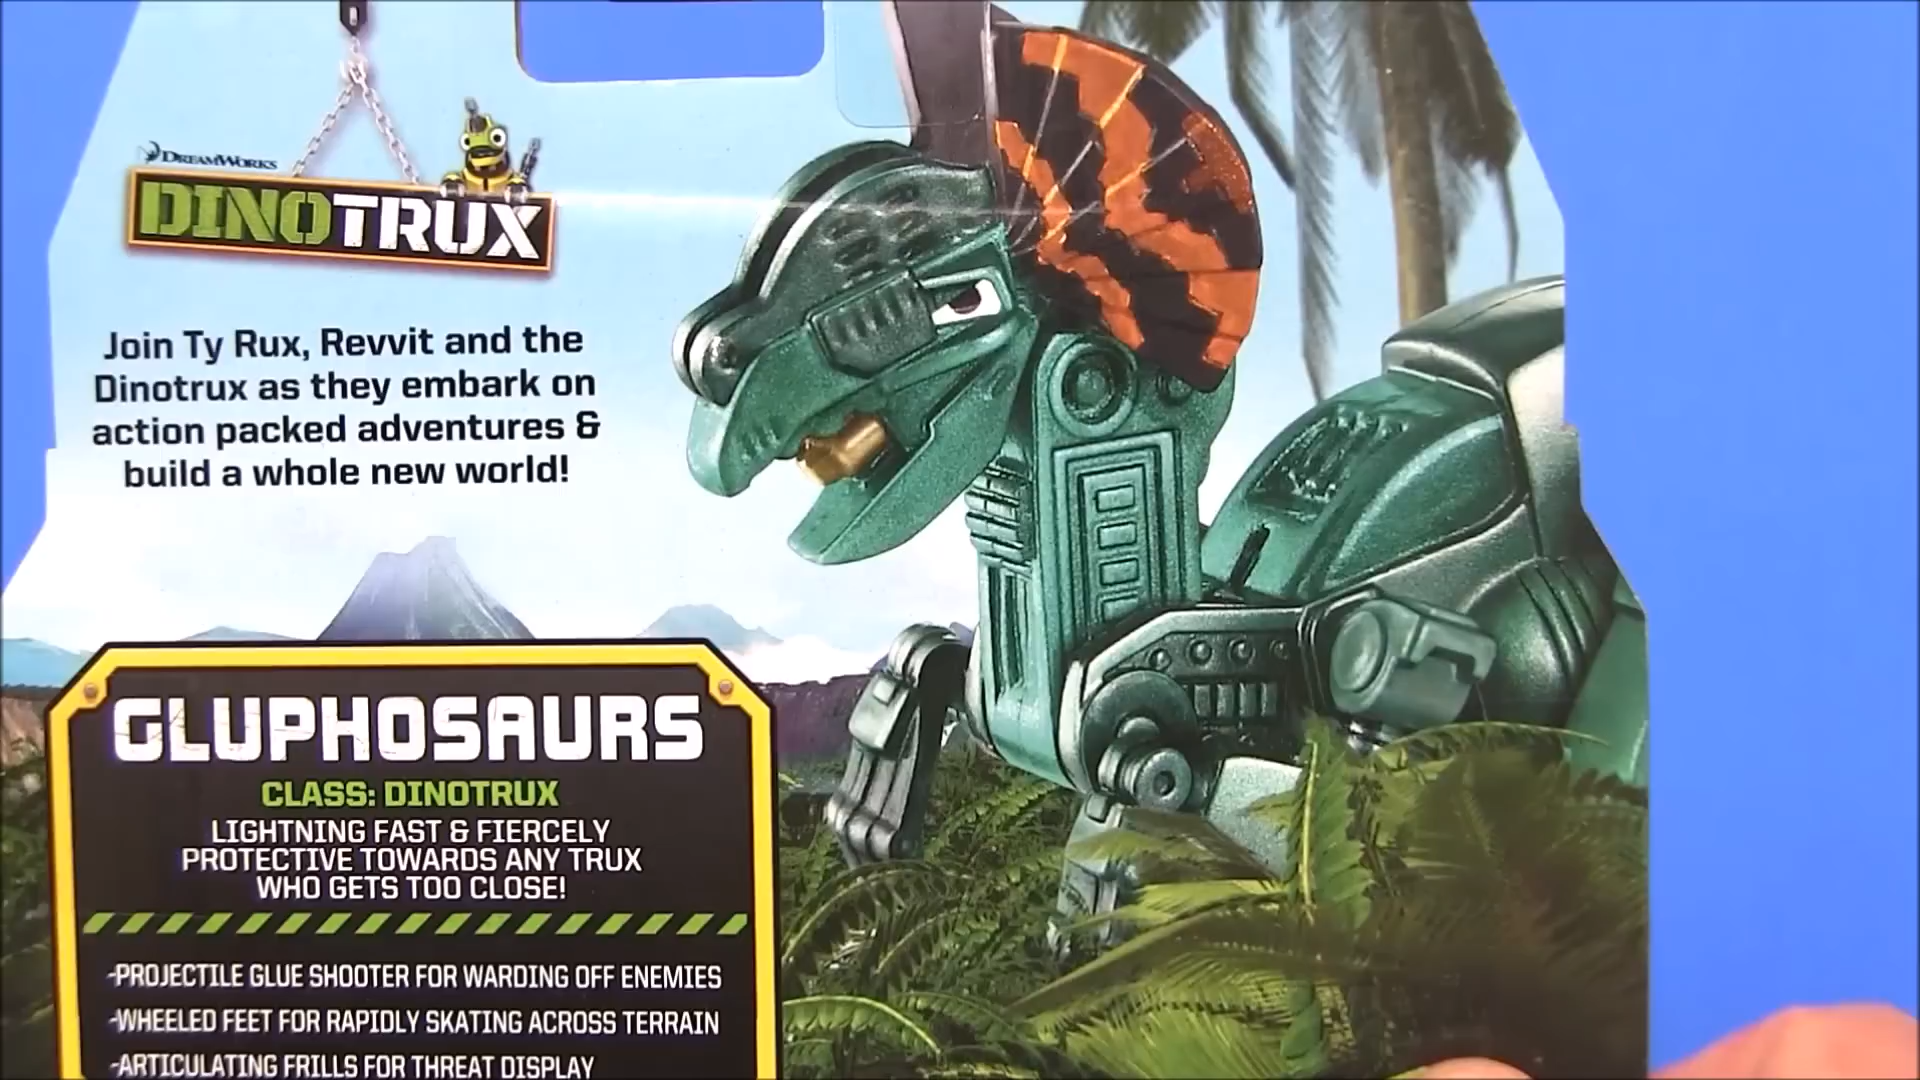 DREAMWORKS
DINOTRUX
Join Ty Rux, Revvit and the
Dinotrux as they embark on
action packed adventures &
build a whole new world!
GLUPHOSAURS
CLASS: DINOTRUX
LIGHTNING FAST & FIERCELY
PROTECTIVE TOWARDS ANY TRUX
WHO GETS TOO CLOSE!
-PROJECTILE GLUE SHOOTER FOR WARDING OFF ENEMIES
-WHEELED FEET FOR RAPIDLY SKATING ACROSS TERRAIN
-ARTICULATING FRILLS FOR THREAT DISPLAY